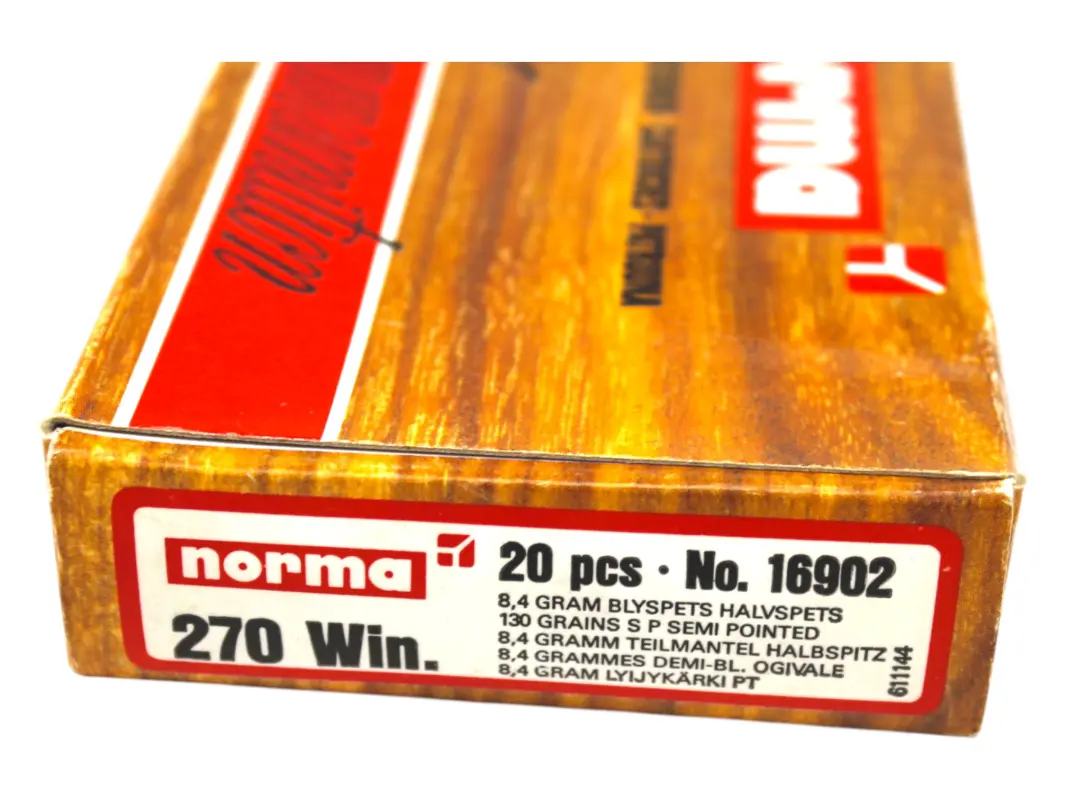 norma
norma
270 Win.
20 pcs · No. 16902
8,4 GRAM BLYSPETS HALVSPETS
130 GRAINS S P SEMI POINTED
8,4 GRAMM TEILMANTEL HALBSPITZ
8,4 GRAMMES DEMI-BL. OGIVALE
8,4 GRAM LYIJYKÄRKI PT
611144